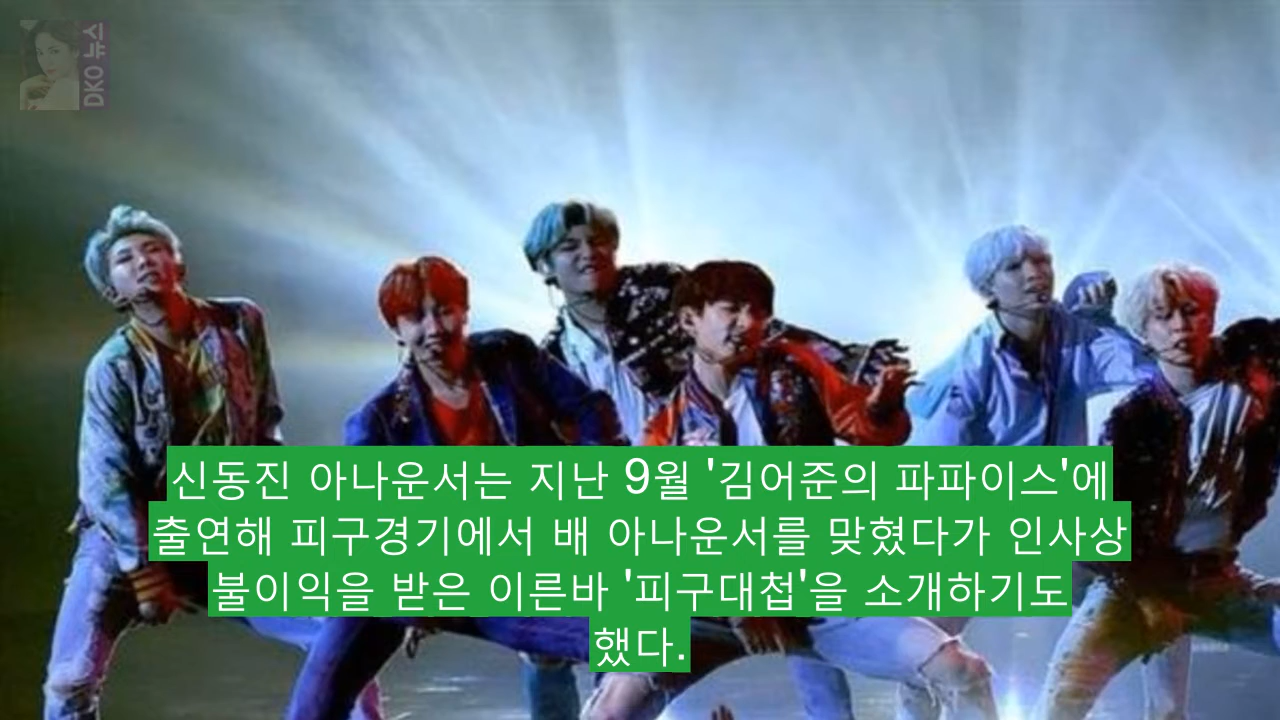 DKO 뉴스
신동진 아나운서는 지난 9월 '김어준의 파파이스'에
출연해 피구경기에서 배 아나운서를 맞혔다가 인사상
불이익을 받은 이른바 '피구대첩'을 소개하기도
했다.